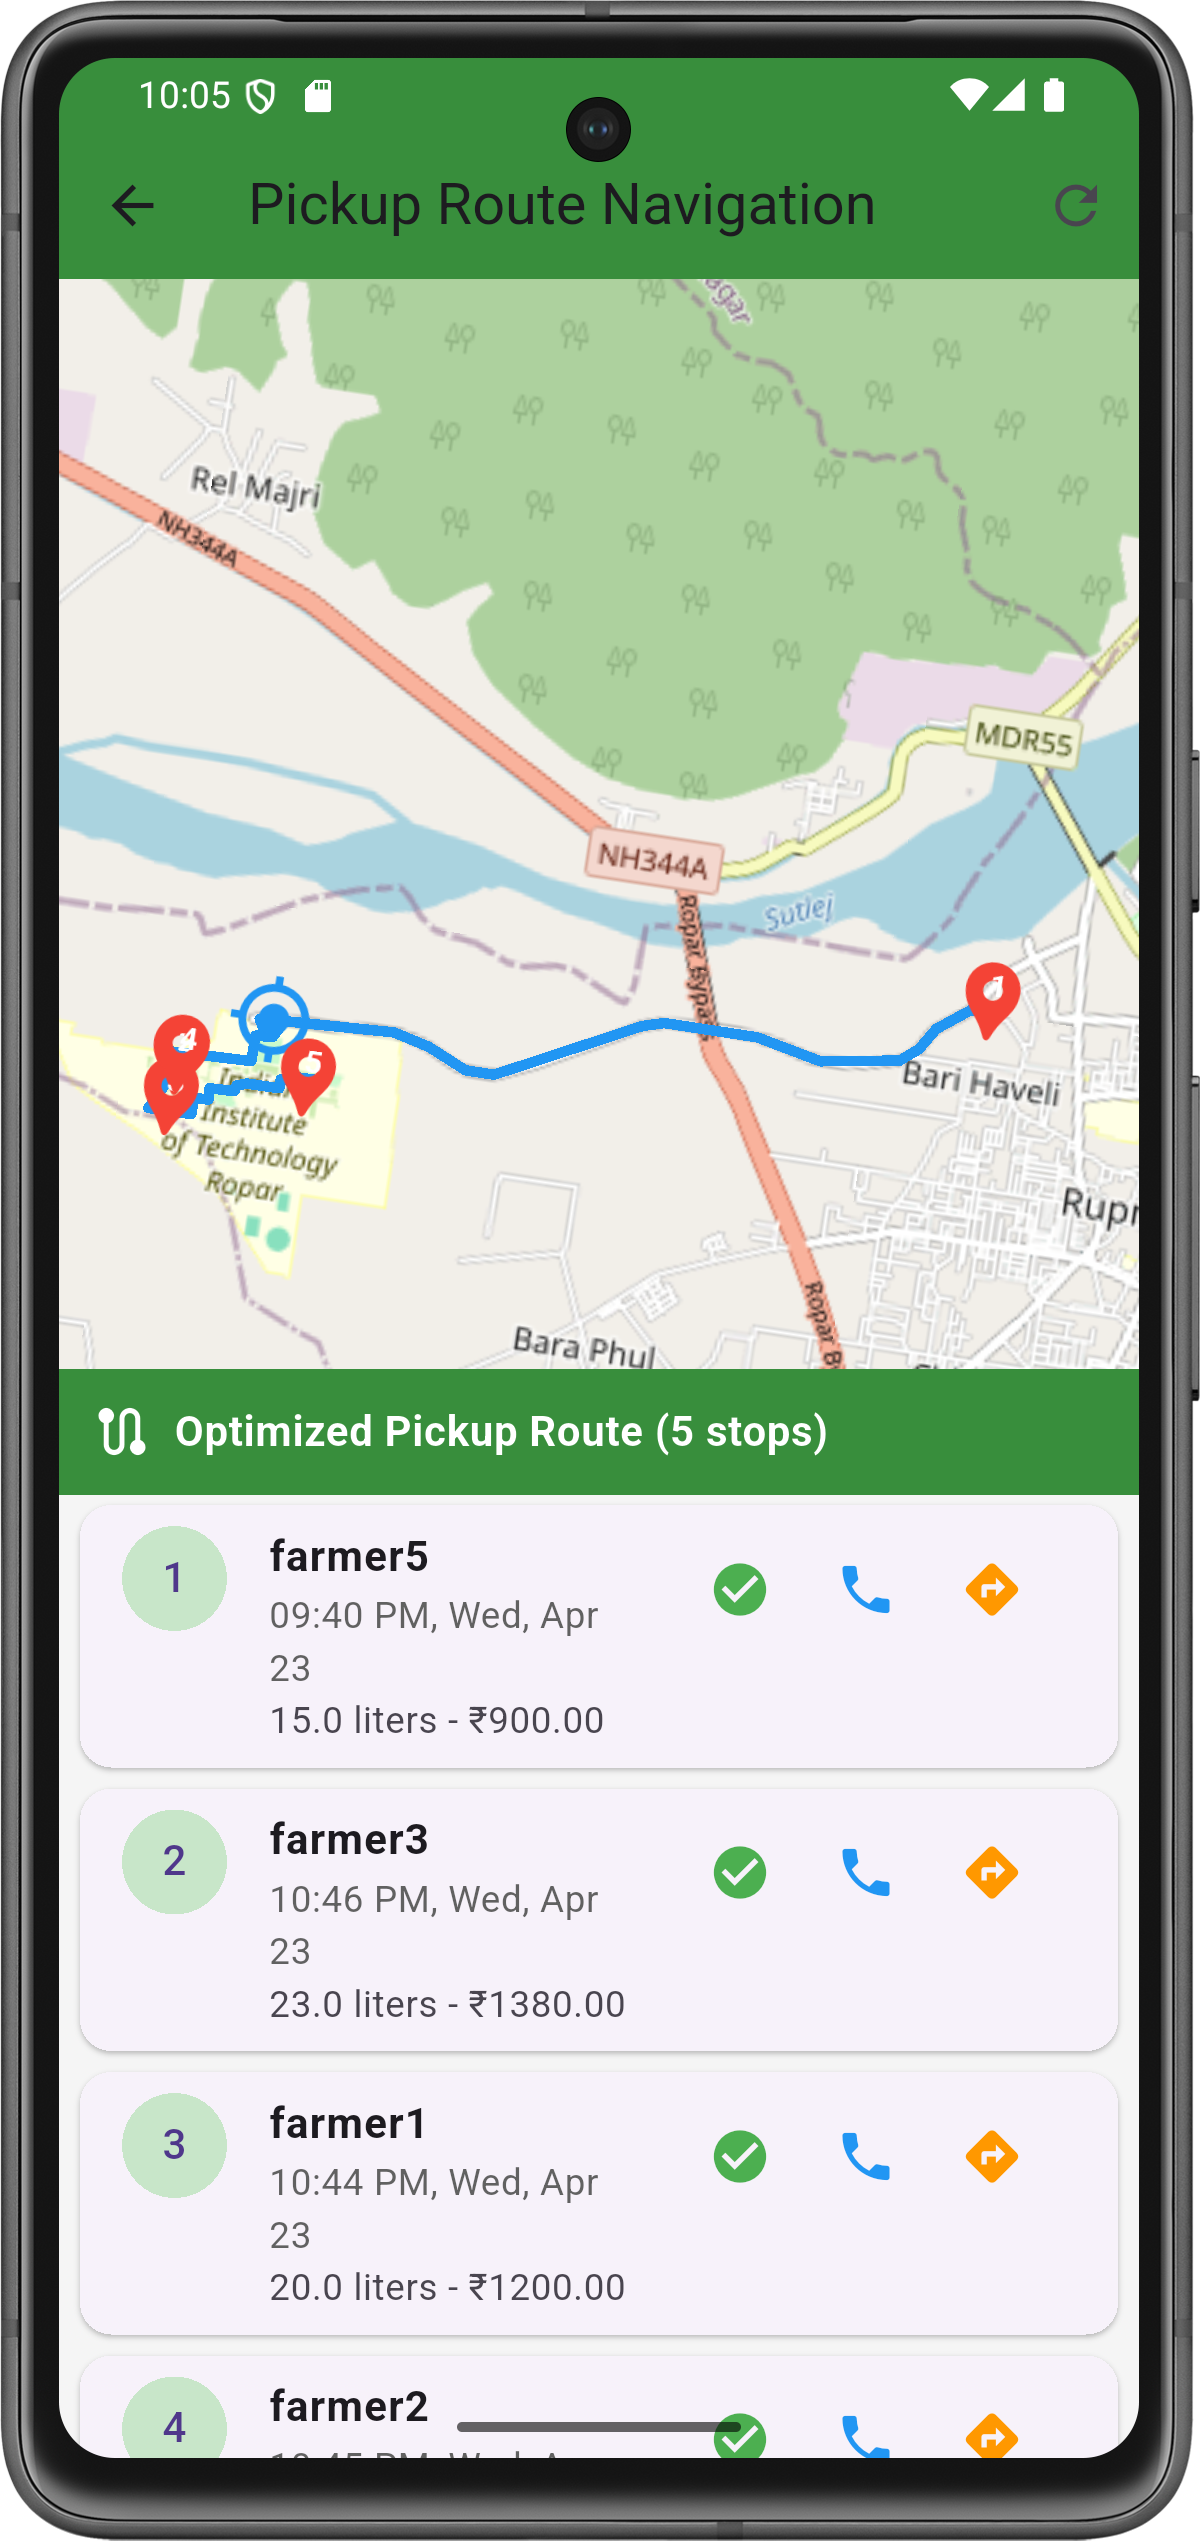 10:05
Pickup Route Navigation
agar
Rel Majri
NH344A
MDR55
NH344A
Sutlej
Ropar Bypass
4
5
Bari Haveli
Indian
Institute
of Technology
Ropar
Rupn
Ropar B
Bara Phul
Optimized Pickup Route (5 stops)
1
farmer5
09:40 PM, Wed, Apr
23
15.0 liters - ₹900.00
2
farmer3
10:46 PM, Wed, Apr
23
23.0 liters - ₹1380.00
3
farmer1
10:44 PM, Wed, Apr
23
20.0 liters - ₹1200.00
4
farmer2